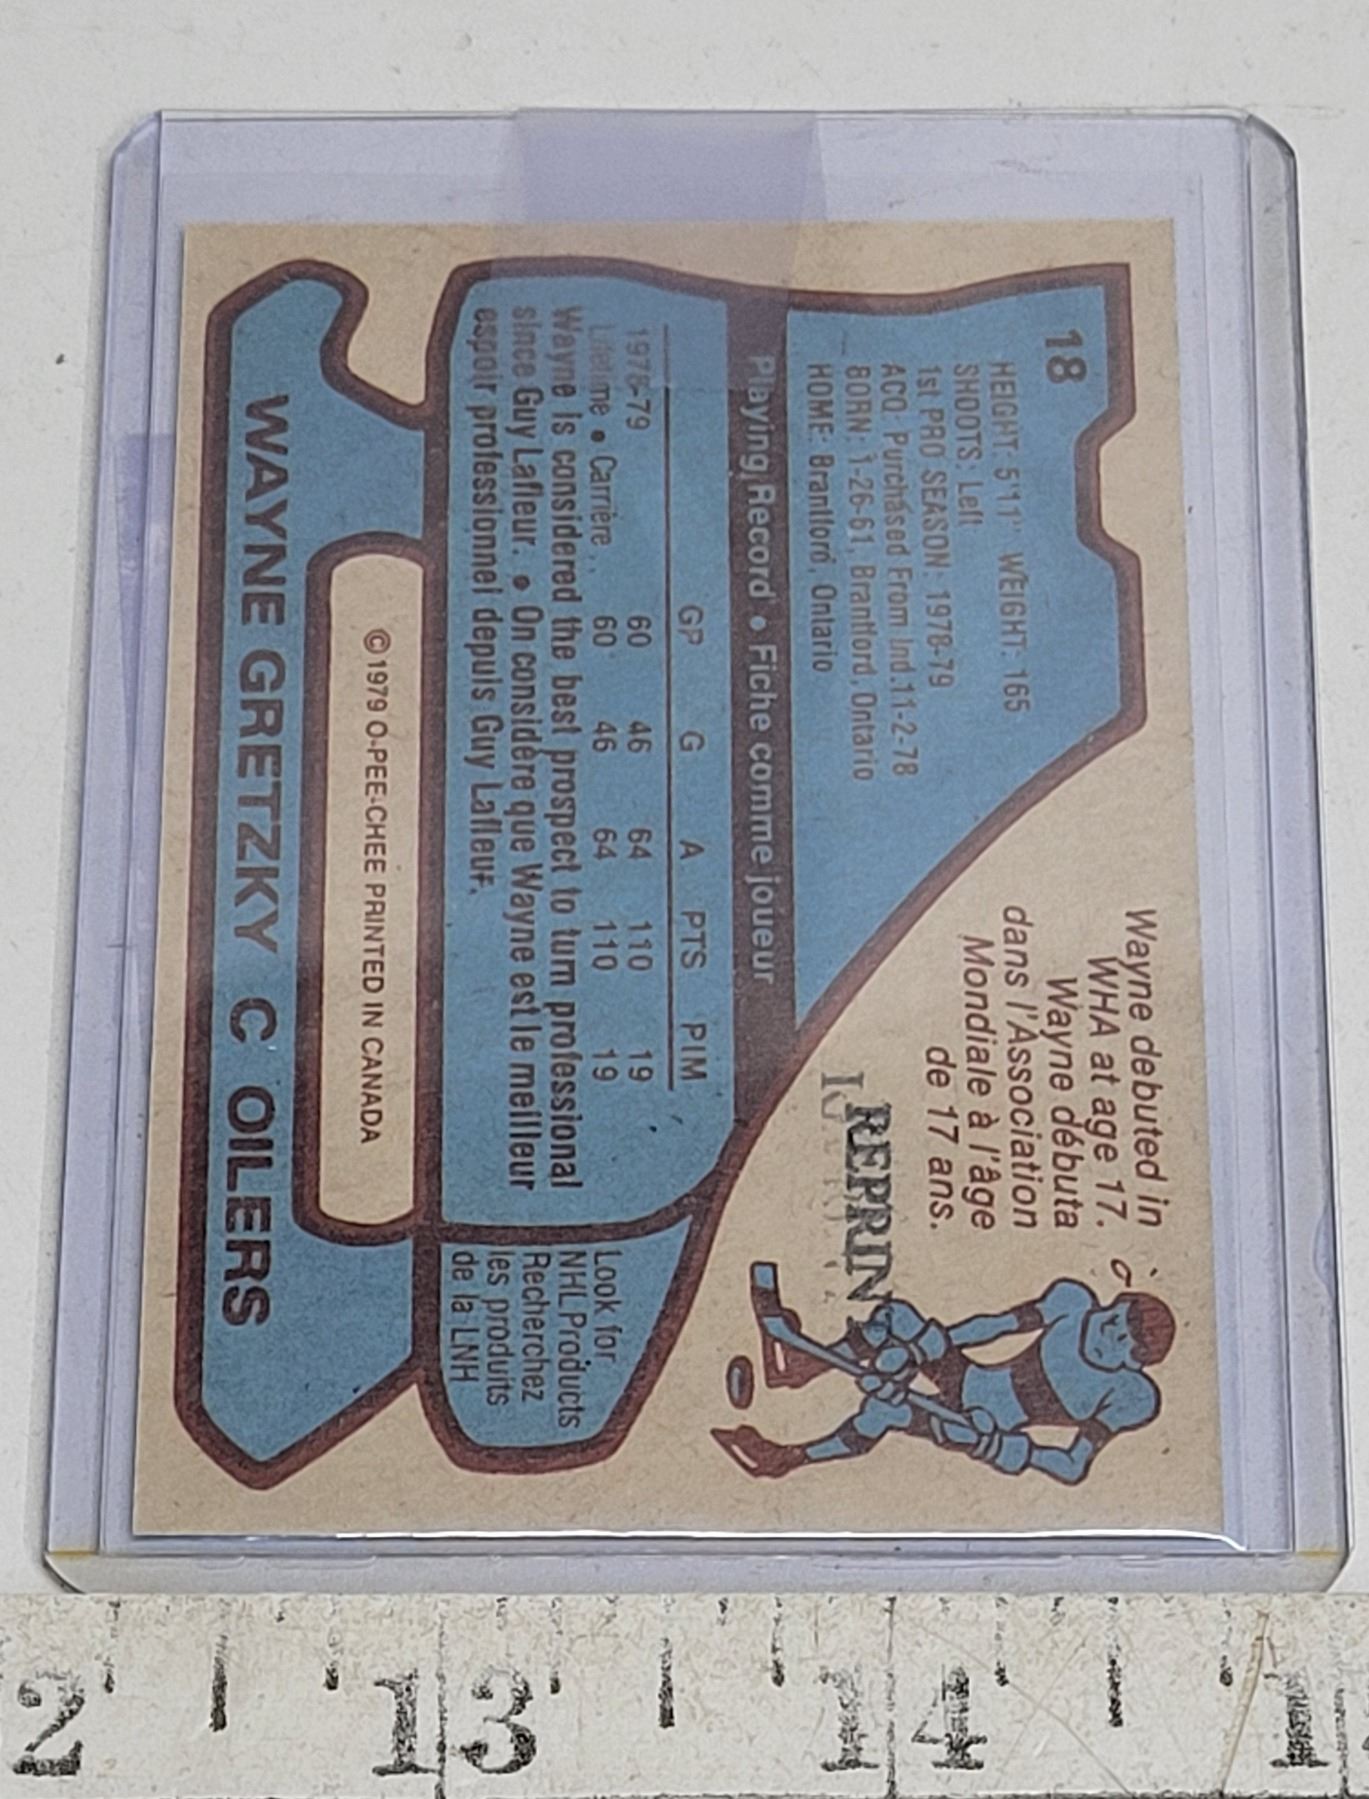 18
HEIGHT: 5'11" WEIGHT: 165
SHOOTS: Left
1st PRO SEASON: 1978-79
ACQ. Purchased From Ind.11-2-78
BORN: 1-26-61, Brantford, Ontario
HOME: Brantford, Ontario
Wayne debuted in
WHA at age 17.
Wayne débuta
dans l'Association
Mondiale à l'âge
de 17 ans.
REPRINT
Playing Record • Fiche comme joueur
GP G A PTS PIM
1978-79 60 46 64 110 19
Lifetime • Carrière.. 60 46 64 110 19
Wayne is considered the best prospect to turn professional
since Guy Lafleur. • On considère que Wayne est le meilleur
espoir professionnel depuis Guy Lafleur.
Look for
NHL Products
Recherchez
les produits
de la LNH
© 1979 O-PEE-CHEE PRINTED IN CANADA
WAYNE GRETZKY C OILERS
2 13 14 1